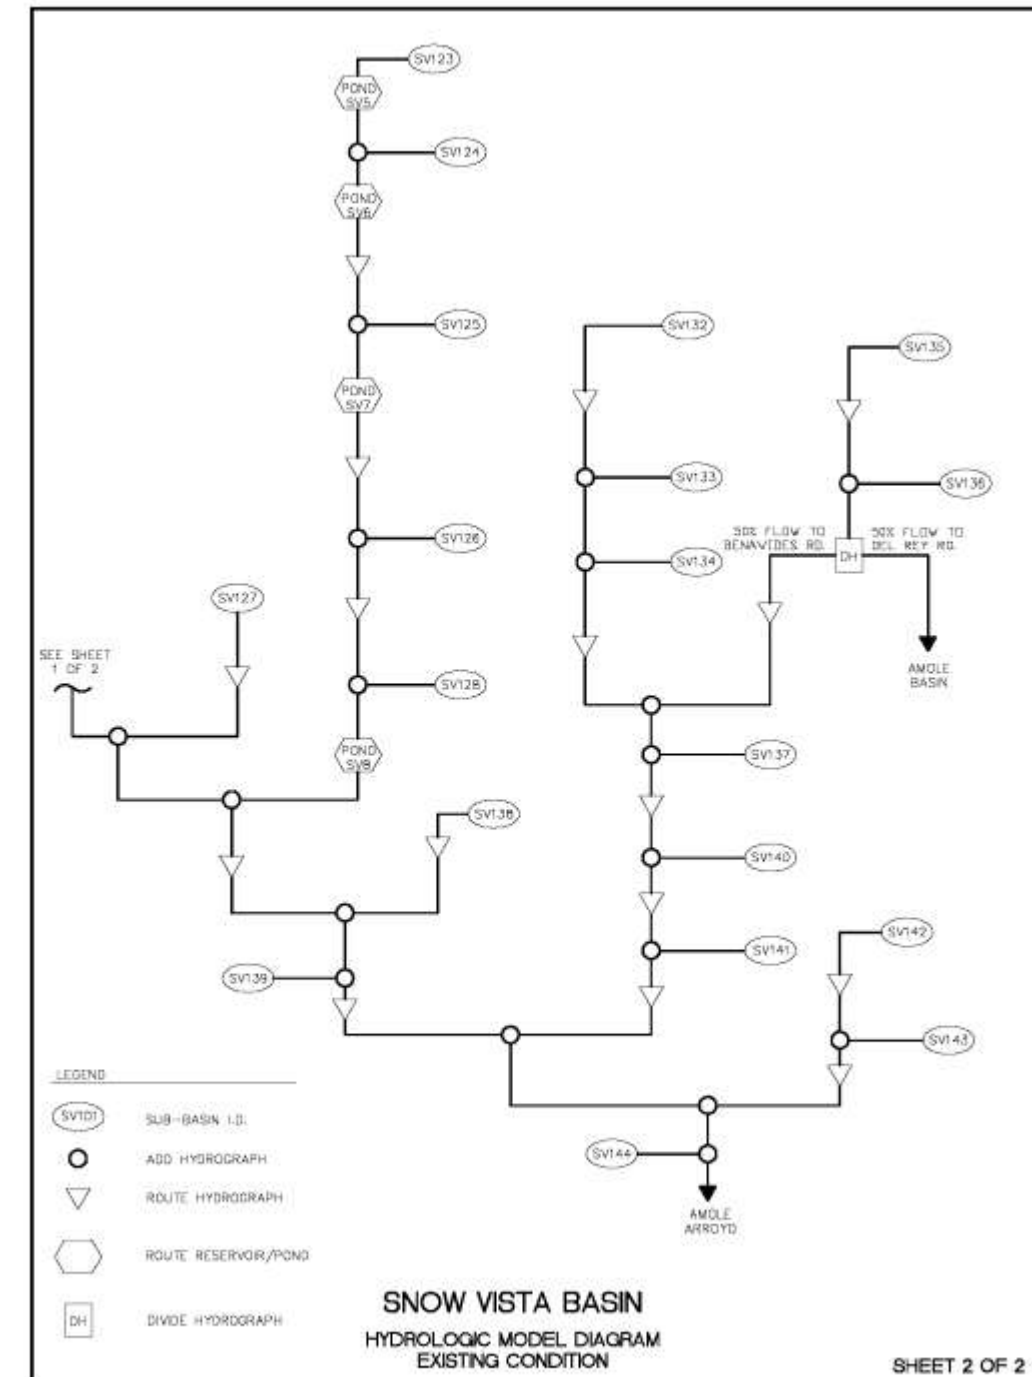 SV123
POND
SV5
SV124
POND
SV6
SV125
SV132
SV135
POND
SV7
SV133
SV136
50% FLOW TO
BENAVIDES RD.
50% FLOW TO
DEL REY RD.
DH
SV126
SV134
SV127
SEE SHEET
1 OF 2
AMOLE
BASIN
SV128
POND
SV8
SV137
SV138
SV140
SV142
SV141
SV139
SV143
LEGEND
SV101
SUB-BASIN I.D.
ADD HYDROGRAPH
SV144
ROUTE HYDROGRAPH
AMOLE
ARROYO
ROUTE RESERVOIR/POND
DH
DIVIDE HYDROGRAPH
SNOW VISTA BASIN
HYDROLOGIC MODEL DIAGRAM
EXISTING CONDITION
SHEET 2 OF 2